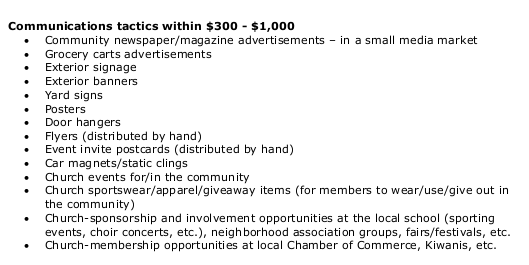 Communications tactics within $300 - $1,000
• Community newspaper/magazine advertisements – in a small media market
• Grocery carts advertisements
• Exterior signage
• Exterior banners
• Yard signs
• Posters
• Door hangers
• Flyers (distributed by hand)
• Event invite postcards (distributed by hand)
• Car magnets/static clings
• Church events for/in the community
• Church sportswear/apparel/giveaway items (for members to wear/use/give out in
the community)
• Church-sponsorship and involvement opportunities at the local school (sporting
events, choir concerts, etc.), neighborhood association groups, fairs/festivals, etc.
• Church-membership opportunities at local Chamber of Commerce, Kiwanis, etc.